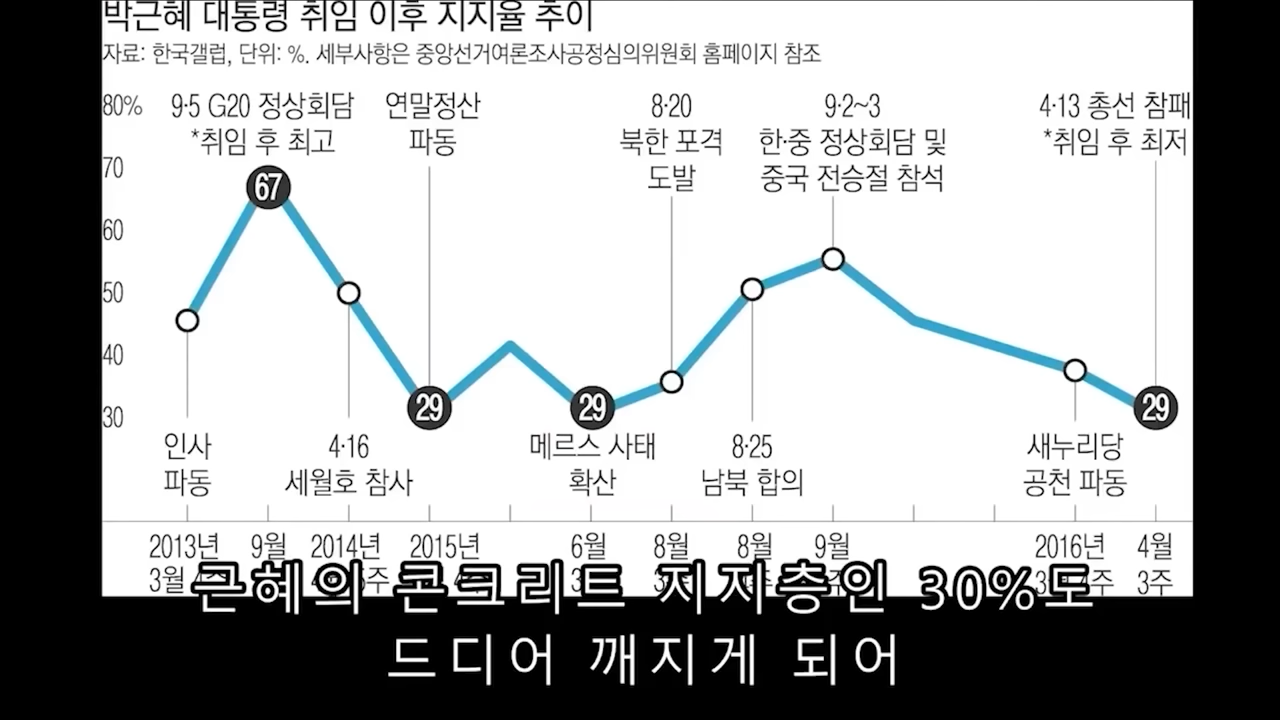 박근혜 대통령 취임 이후 지지율 추이
자료: 한국갤럽, 단위: %. 세부사항은 중앙선거여론조사공정심의위원회 홈페이지 참조
80%
70
60
50
40
30
9·5 G20 정상회담
*취임 후 최고
연말정산
파동
8·20
북한 포격
도발
9·2~3
한·중 정상회담 및
중국 전승절 참석
4·13 총선 참패
*취임 후 최저
67
29
29
29
인사
파동
4·16
세월호 참사
메르스 사태
확산
8·25
남북 합의
새누리당
공천 파동
2013년
9월
2014년
2015년
6월
8월
8월
9월
2016년
4월
3주
근혜의 콘크리트 지지층인 30%도
드디어 깨지게 되어